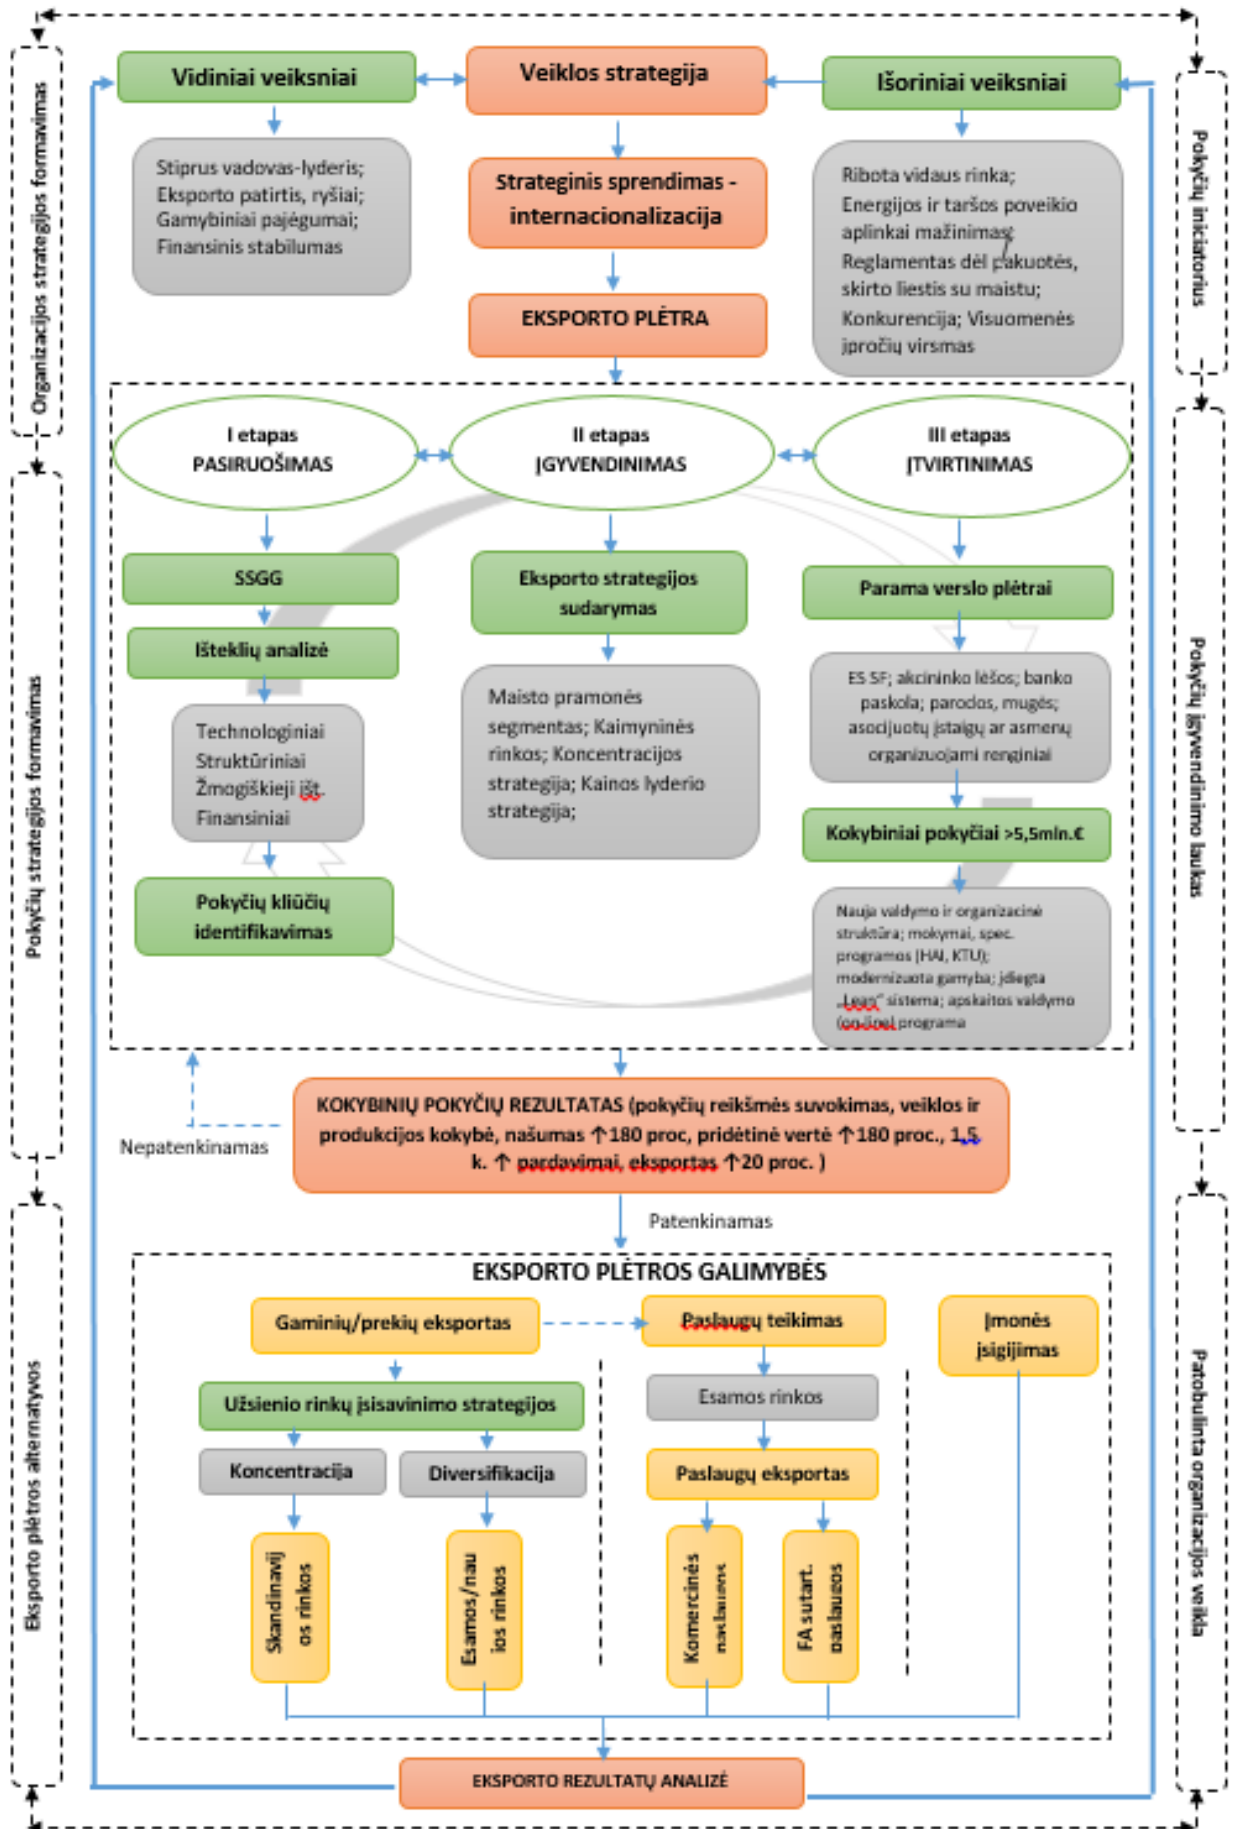 Organizacijos strategijos formavimas
Pokyčių strategijos formavimas
Eksporto plėtros alternatyvos
Pokyčių iniciatorius
Pokyčių įgyvendinimo laukas
Patobulinta organizacijos veikla
Vidiniai veiksniai
Veiklos strategija
Išoriniai veiksniai
Stiprus vadovas-lyderis;
Eksporto patirtis, ryšiai;
Gamybiniai pajėgumai;
Finansinis stabilumas
Strateginis sprendimas -
internacionalizacija
EKSPORTO PLĖTRA
Ribota vidaus rinka;
Energijos ir taršos poveikio
aplinkai mažinimas;
Reglamentas dėl pakuotės,
skirto liestis su maistu;
Konkurencija; Visuomenės
įpročių virsmas
I etapas
PASIRUOŠIMAS
II etapas
ĮGYVENDINIMAS
III etapas
ĮTVIRTINIMAS
SSGG
Išteklių analizė
Technologiniai
Struktūriniai
Žmogiškieji išt.
Finansiniai
Pokyčių kliūčių
identifikavimas
Eksporto strategijos
sudarymas
Maisto pramonės
segmentas; Kaimyninės
rinkos; Koncentracijos
strategija; Kainos lyderio
strategija;
Parama verslo plėtrai
ES SF; akcininko lėšos; banko
paskola; parodos, mugės;
asocijuotų įstaigų ar asmenų
organizuojami renginiai
Kokybiniai pokyčiai >5,5mln.€
Nauja valdymo ir organizacinė
struktūra; mokymai, spec.
programos (HAI, KTU);
modernizuota gamyba; įdiegta
„Lean“ sistema; apskaitos valdymo
(on-line) programa
KOKYBINIŲ POKYČIŲ REZULTATAS (pokyčių reikšmės suvokimas, veiklos ir
produkcijos kokybė, našumas ↑180 proc, pridėtinė vertė ↑180 proc., 1,5
k. ↑ pardavimai, eksportas ↑20 proc. )
Nepatenkinamas
Patenkinamas
EKSPORTO PLĖTROS GALIMYBĖS
Gaminių/prekių eksportas
Paslaugų teikimas
Įmonės
įsigijimas
Užsienio rinkų įsisavinimo strategijos
Esamos rinkos
Koncentracija
Diversifikacija
Paslaugų eksportas
Skandinavij
os rinkos
Esamos/nau
jos rinkos
Komercinės
paslaugos
FA sutart.
paslaugos
EKSPORTO REZULTATŲ ANALIZĖ